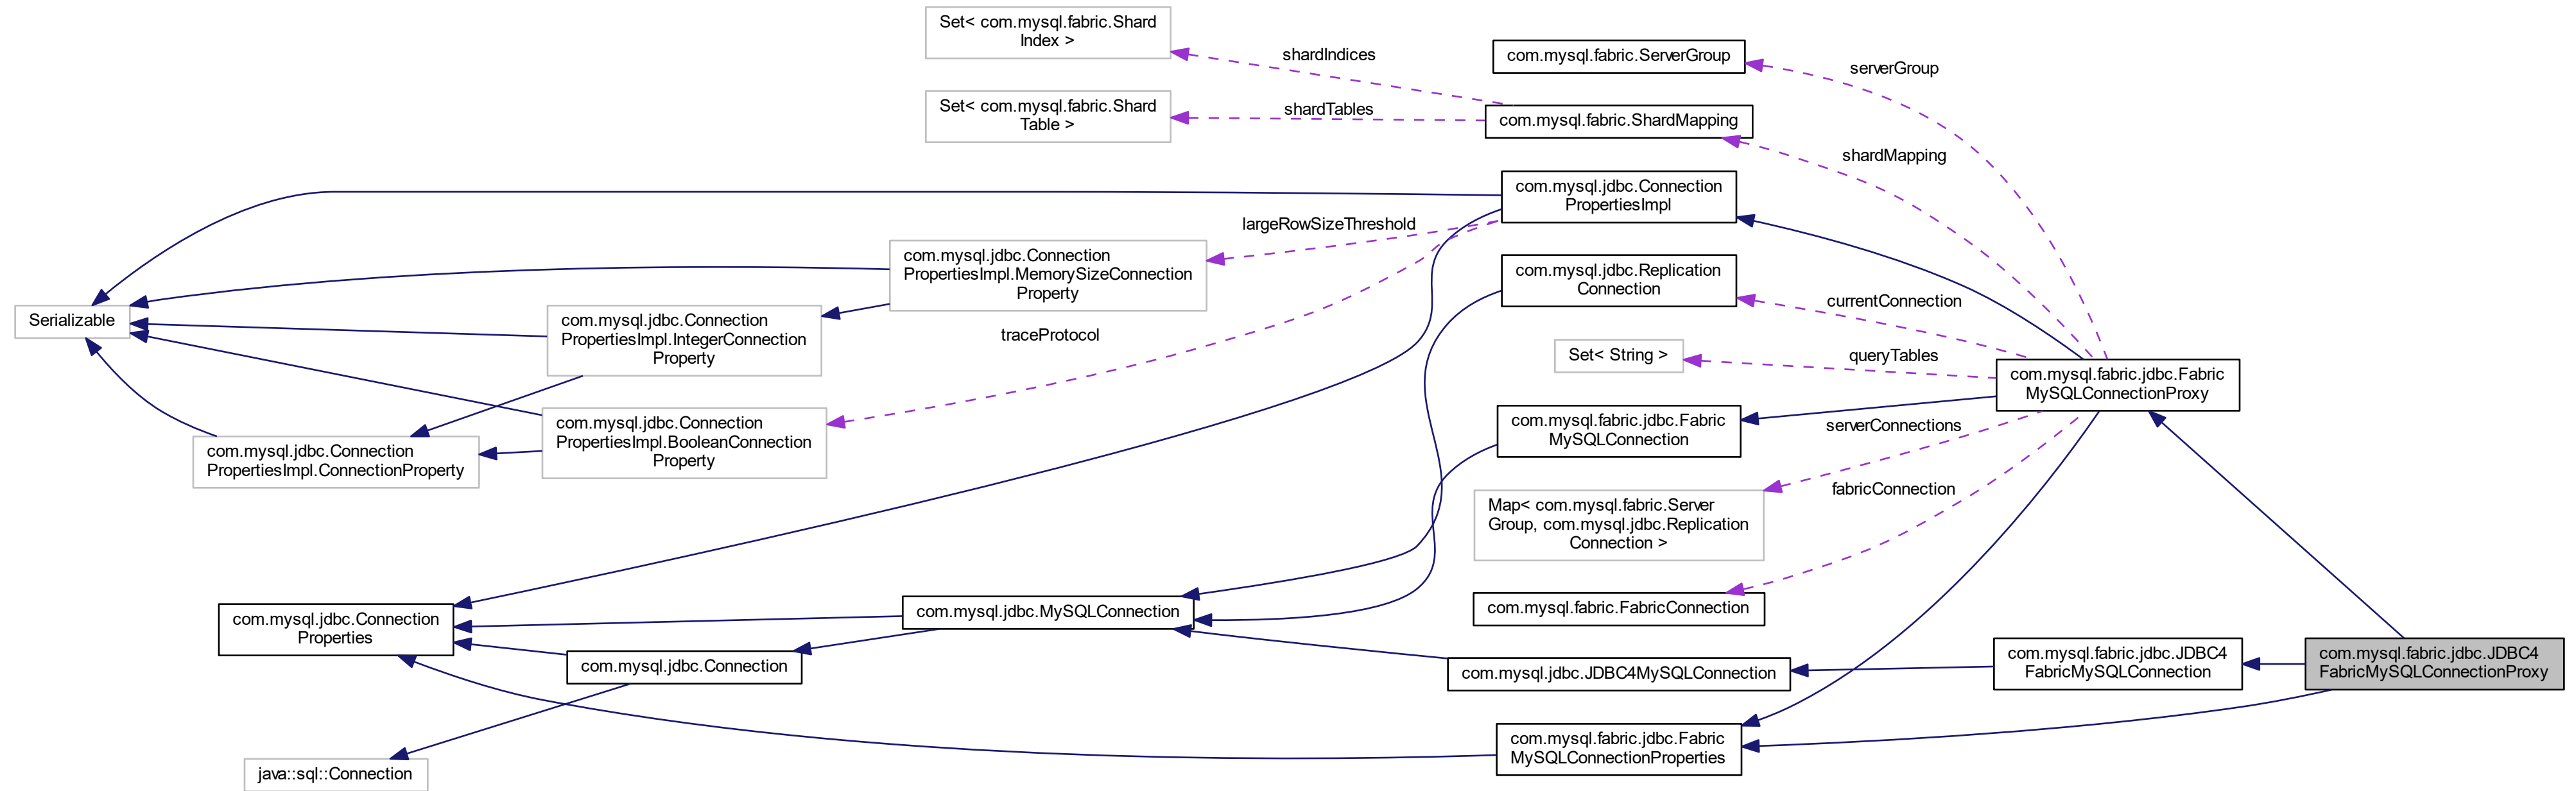 Set< com.mysql.fabric.Shard
Index >
shardIndices
com.mysql.fabric.ServerGroup
serverGroup
Set< com.mysql.fabric.Shard
Table >
shardTables
com.mysql.fabric.ShardMapping
shardMapping
com.mysql.jdbc.Connection
PropertiesImpl
largeRowSizeThreshold
com.mysql.jdbc.Connection
PropertiesImpl.MemorySizeConnection
Property
com.mysql.jdbc.Replication
Connection
currentConnection
Serializable
com.mysql.jdbc.Connection
PropertiesImpl.IntegerConnection
Property
traceProtocol
Set< String >
queryTables
com.mysql.fabric.jdbc.Fabric
MySQLConnectionProxy
com.mysql.jdbc.Connection
PropertiesImpl.ConnectionProperty
com.mysql.jdbc.Connection
PropertiesImpl.BooleanConnection
Property
com.mysql.fabric.jdbc.Fabric
MySQLConnection
serverConnections
Map< com.mysql.fabric.Server
Group, com.mysql.jdbc.Replication
Connection >
fabricConnection
com.mysql.jdbc.Connection
Properties
com.mysql.jdbc.MySQLConnection
com.mysql.fabric.FabricConnection
com.mysql.jdbc.Connection
com.mysql.jdbc.JDBC4MySQLConnection
com.mysql.fabric.jdbc.JDBC4
FabricMySQLConnection
com.mysql.fabric.jdbc.JDBC4
FabricMySQLConnectionProxy
java::sql::Connection
com.mysql.fabric.jdbc.Fabric
MySQLConnectionProperties